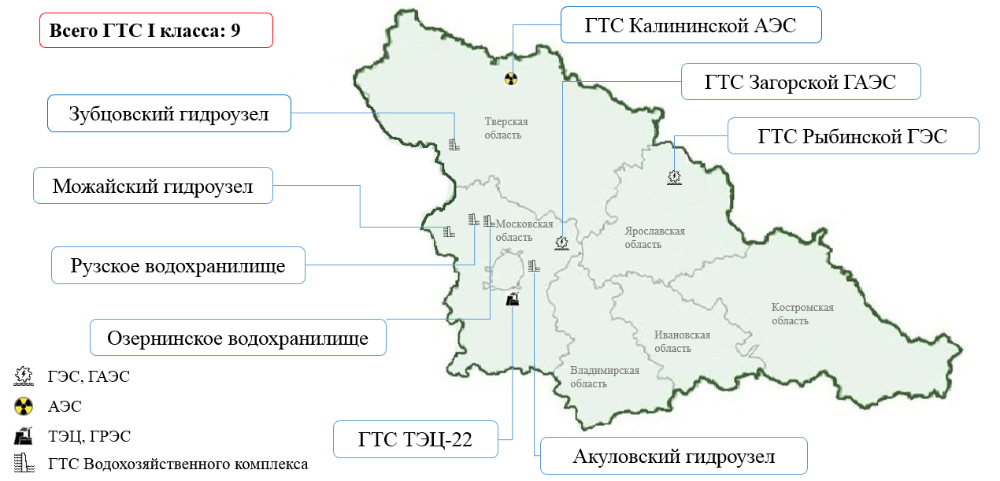 Всего ГТС I класса: 9
ГТС Калининской АЭС
ГТС Загорской ГАЭС
Зубцовский гидроузел
Тверская
область
ГТС Рыбинской ГЭС
Можайский гидроузел
Московская
область
Ярославская
область
Рузское водохранилище
Костромская
область
Озернинское водохранилище
Ивановская
область
Владимирская
область
ГЭС, ГАЭС
АЭС
ТЭЦ, ГРЭС
ГТС Водохозяйственного комплекса
ГТС ТЭЦ-22
Акуловский гидроузел